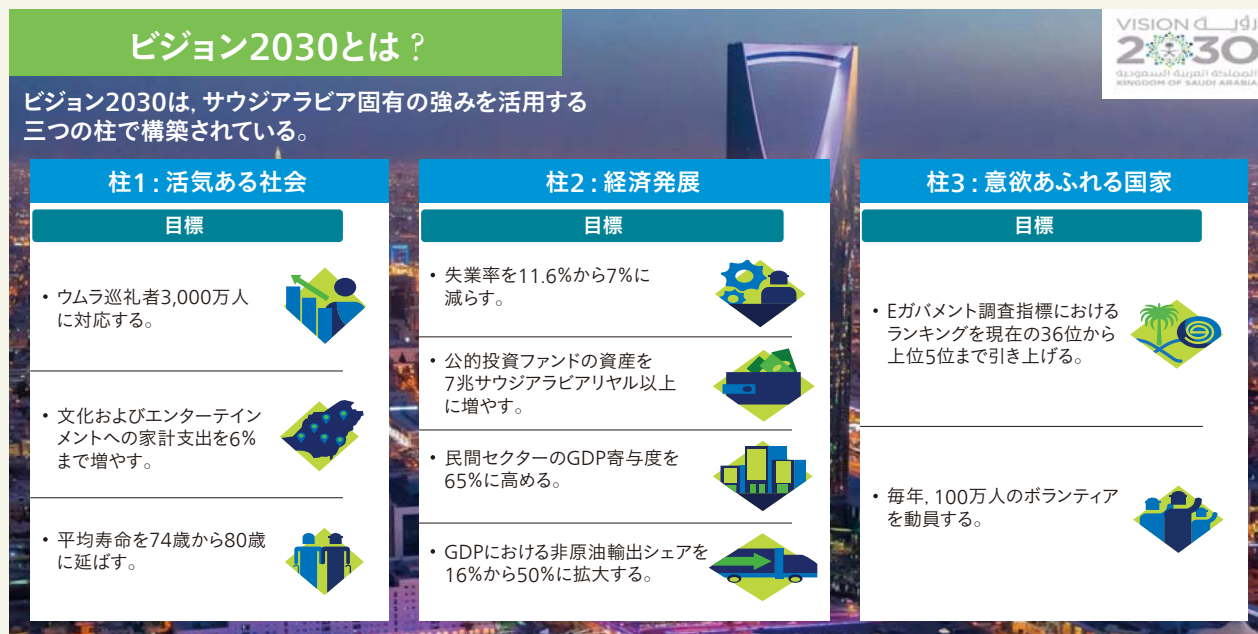 ビジョン2030とは？
VISION رؤيــة
2030
المملكة العربية السعودية
KINGDOM OF SAUDI ARABIA
ビジョン2030は，サウジアラビア固有の強みを活用する
三つの柱で構築されている。
柱1：活気ある社会
目標
• ウムラ巡礼者3,000万人
に対応する。
• 文化およびエンターテイン
メントへの家計支出を6%
まで増やす。
• 平均寿命を74歳から80歳
に延ばす。
柱2：経済発展
目標
• 失業率を11.6%から7%に
減らす。
• 公的投資ファンドの資産を
7兆サウジアラビアリヤル以上
に増やす。
• 民間セクターのGDP寄与度を
65%に高める。
• GDPにおける非原油輸出シェアを
16%から50%に拡大する。
柱3：意欲あふれる国家
目標
• Eガバメント調査指標における
ランキングを現在の36位から
上位5位まで引き上げる。
• 毎年，100万人のボランティア
を動員する。